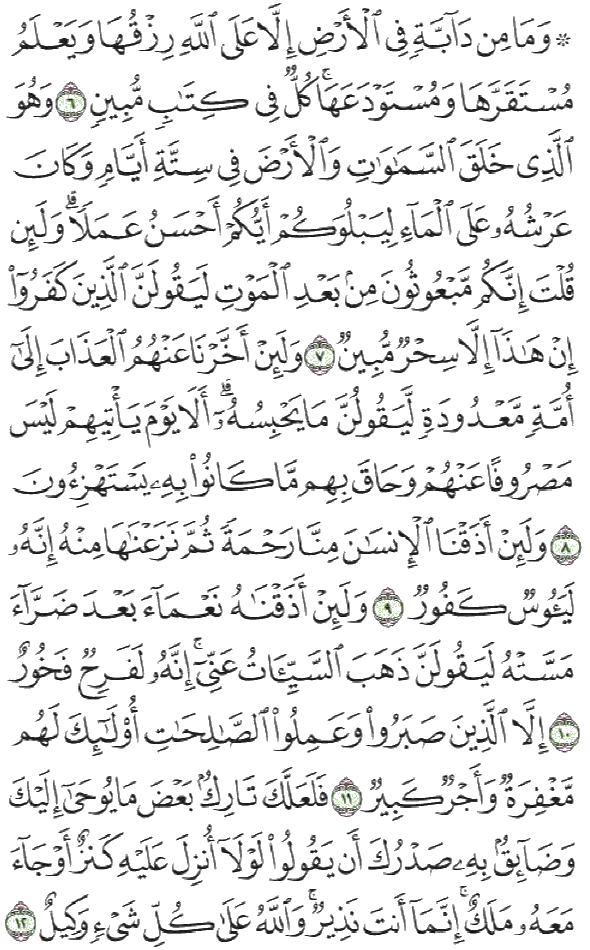 ۞ وَمَا مِن دَآبَّةٍ فِى ٱلْأَرْضِ إِلَّا عَلَى ٱللَّهِ رِزْقُهَا وَيَعْلَمُ
مُسْتَقَرَّهَا وَمُسْتَوْدَعَهَا ۚ كُلٌّ فِى كِتَٰبٍ مُّبِينٍ ٦ وَهُوَ
ٱلَّذِى خَلَقَ ٱلسَّمَٰوَٰتِ وَٱلْأَرْضَ فِى سِتَّةِ أَيَّامٍ وَكَانَ
عَرْشُهُۥ عَلَى ٱلْمَآءِ لِيَبْلُوَكُمْ أَيُّكُمْ أَحْسَنُ عَمَلًا ۗ وَلَئِن
قُلْتَ إِنَّكُم مَّبْعُوثُونَ مِنۢ بَعْدِ ٱلْمَوْتِ لَيَقُولَنَّ ٱلَّذِينَ كَفَرُوٓا۟
إِنْ هَٰذَآ إِلَّا سِحْرٌ مُّبِينٌ ٧ وَلَئِنْ أَخَّرْنَا عَنْهُمُ ٱلْعَذَابَ إِلَىٰٓ
أُمَّةٍ مَّعْدُودَةٍ لَّيَقُولُنَّ مَا يَحْبِسُهُۥٓ ۗ أَلَا يَوْمَ يَأْتِيهِمْ لَيْسَ
مَصْرُوفًا عَنْهُمْ وَحَاقَ بِهِم مَّا كَانُوا۟ بِهِۦ يَسْتَهْزِءُونَ
٨ وَلَئِنْ أَذَقْنَا ٱلْإِنسَٰنَ مِنَّا رَحْمَةً ثُمَّ نَزَعْنَٰهَا مِنْهُ إِنَّهُۥ
لَيَـُٔوسٌ كَفُورٌ ٩ وَلَئِنْ أَذَقْنَٰهُ نَعْمَآءَ بَعْدَ ضَرَّآءَ
مَسَّتْهُ لَيَقُولَنَّ ذَهَبَ ٱلسَّيِّـَٔاتُ عَنِّىٓ ۚ إِنَّهُۥ لَفَرِحٌ فَخُورٌ
١٠ إِلَّا ٱلَّذِينَ صَبَرُوا۟ وَعَمِلُوا۟ ٱلصَّٰلِحَٰتِ أُو۟لَٰٓئِكَ لَهُم
مَّغْفِرَةٌ وَأَجْرٌ كَبِيرٌ ١١ فَلَعَلَّكَ تَارِكٌۢ بَعْضَ مَا يُوحَىٰٓ إِلَيْكَ
وَضَآئِقٌۢ بِهِۦ صَدْرُكَ أَن يَقُولُوا۟ لَوْلَآ أُنزِلَ عَلَيْهِ كَنزٌ أَوْ جَآءَ
مَعَهُۥ مَلَكٌ ۚ إِنَّمَآ أَنتَ نَذِيرٌ ۚ وَٱللَّهُ عَلَىٰ كُلِّ شَىْءٍ وَكِيلٌ ١٢